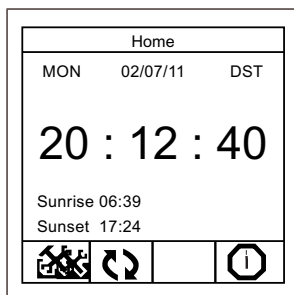 Home
MON 02/07/11 DST
20 : 12 : 40
Sunrise 06:39
Sunset 17:24
i